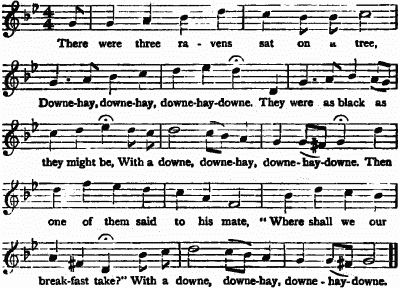 There were three ra - vens sat on a tree,
Downe-hay, downe-hay, downe-hay-downe. They were as black as
they might be, With a downe, downe-hay, downe-hay-downe. Then
one of them said to his mate, "Where shall we our
break-fast take?" With a downe, downe-hay, downe - hay-downe.